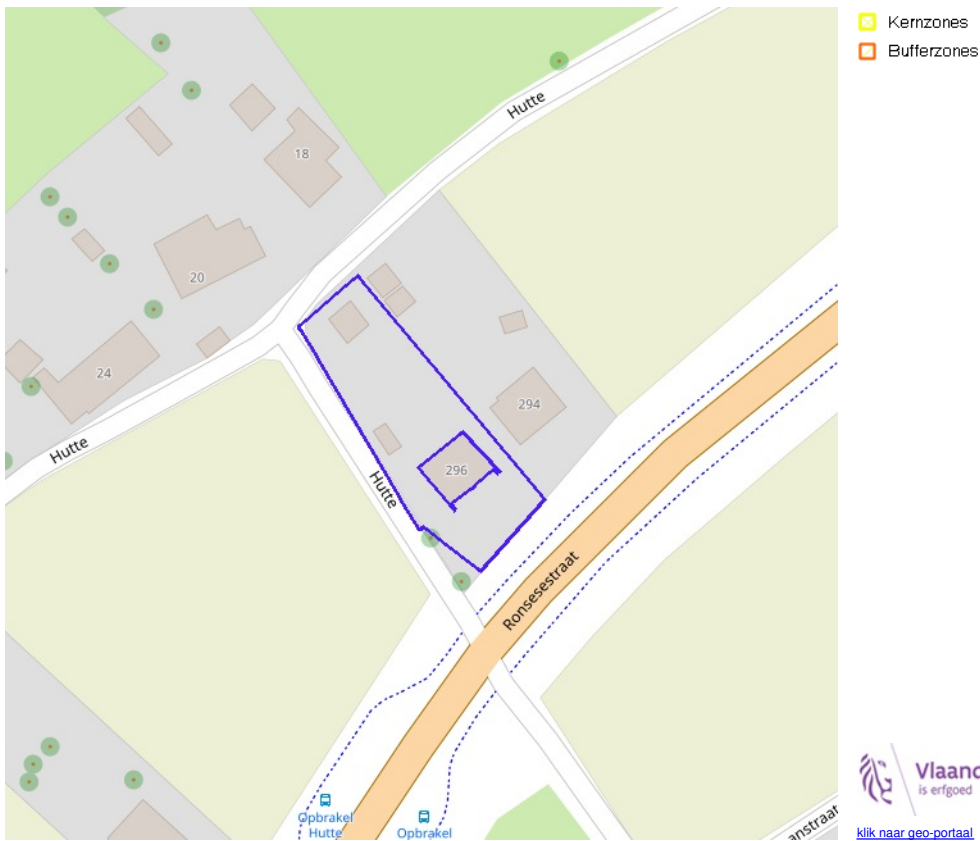 Kernzones
Bufferzones
Hutte
18
20
24
294
Hutte
296
Hutte
Ronsesestraat
Opbrakel
Hutte
Opbrakel
anstraat
Vlaand
is erfgoed
klik naar geo-portaal